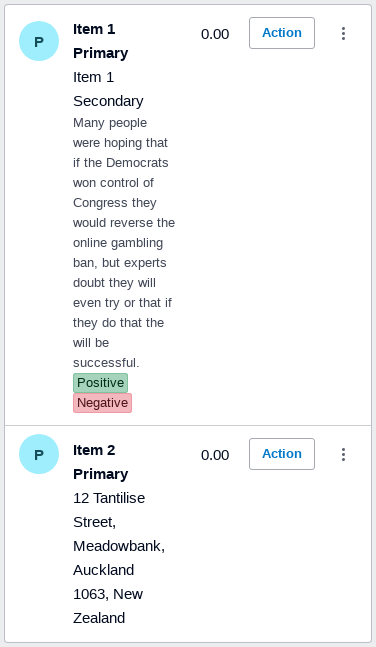 P
Item 1
Primary
Item 1
Secondary
Many people
were hoping that
if the Democrats
won control of
Congress they
would reverse the
online gambling
ban, but experts
doubt they will
even try or that if
they do that the
will be
successful.
Positive
Negative
0.00
Action
P
Item 2
Primary
12 Tantilise
Street,
Meadowbank,
Auckland
1063, New
Zealand
0.00
Action